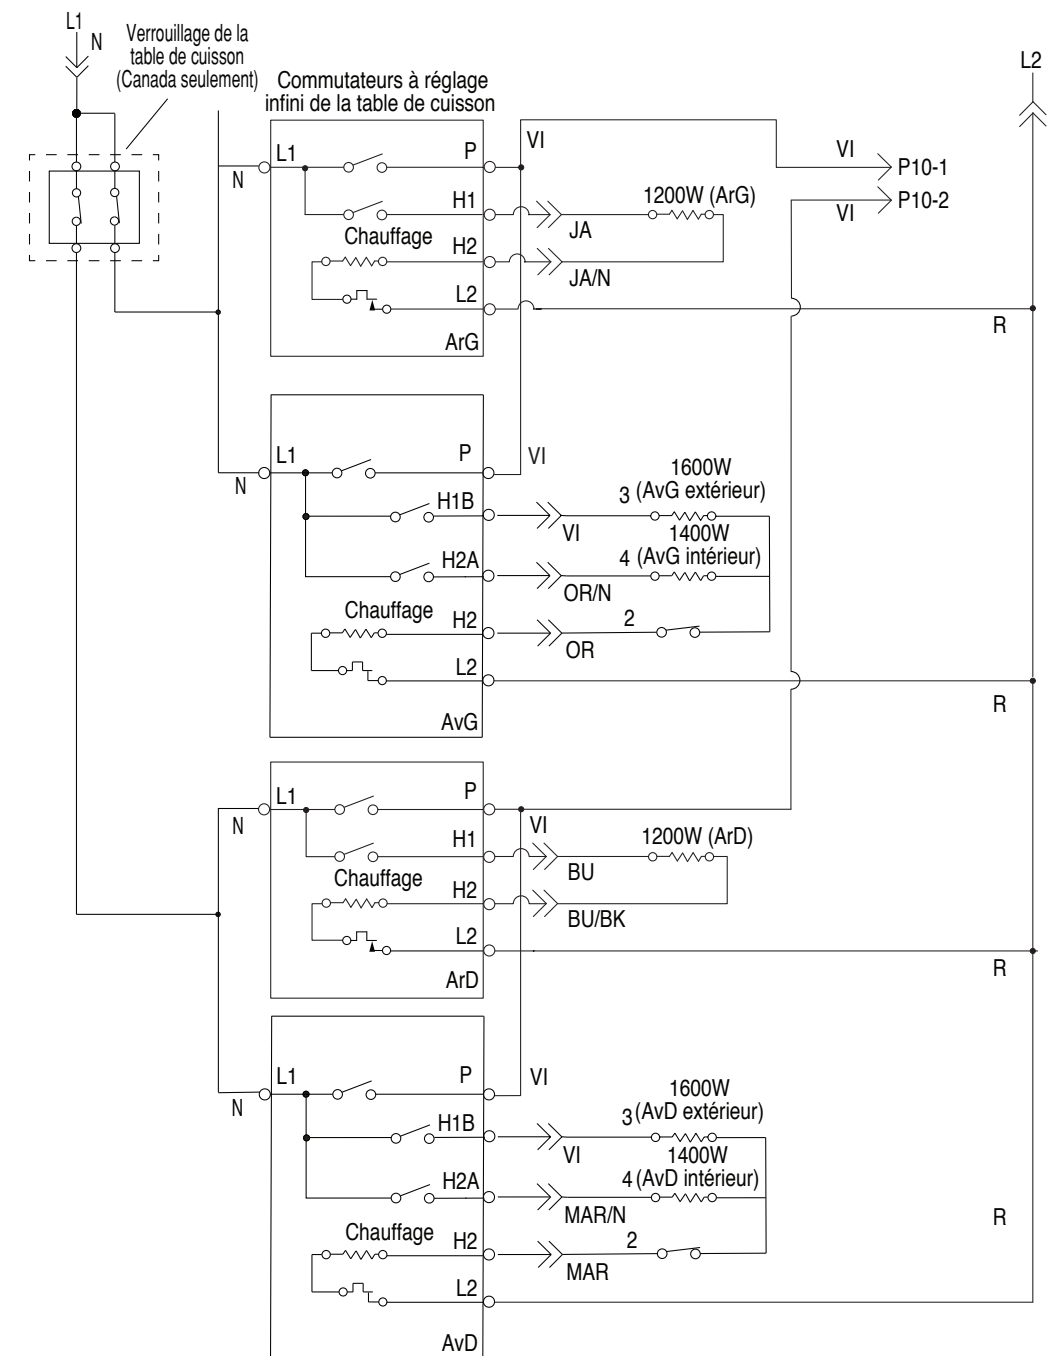 L1
N
Verrouillage de la
table de cuisson
(Canada seulement)
Commutateurs à réglage
infini de la table de cuisson
L2
L1
N
P
VI
VI
P10-1
VI
P10-2
H1
JA
1200W (ArG)
Chauffage
H2
JA/N
L2
R
ArG
L1
N
P
VI
H1B
VI
1600W
3 (AvG extérieur)
H2A
OR/N
1400W
4 (AvG intérieur)
Chauffage
H2
OR
2
L2
R
AvG
L1
N
P
VI
H1
BU
1200W (ArD)
Chauffage
H2
BU/BK
L2
R
ArD
L1
N
P
VI
H1B
VI
1600W
3 (AvD extérieur)
H2A
MAR/N
1400W
4 (AvD intérieur)
R
Chauffage
H2
MAR
2
L2
AvD